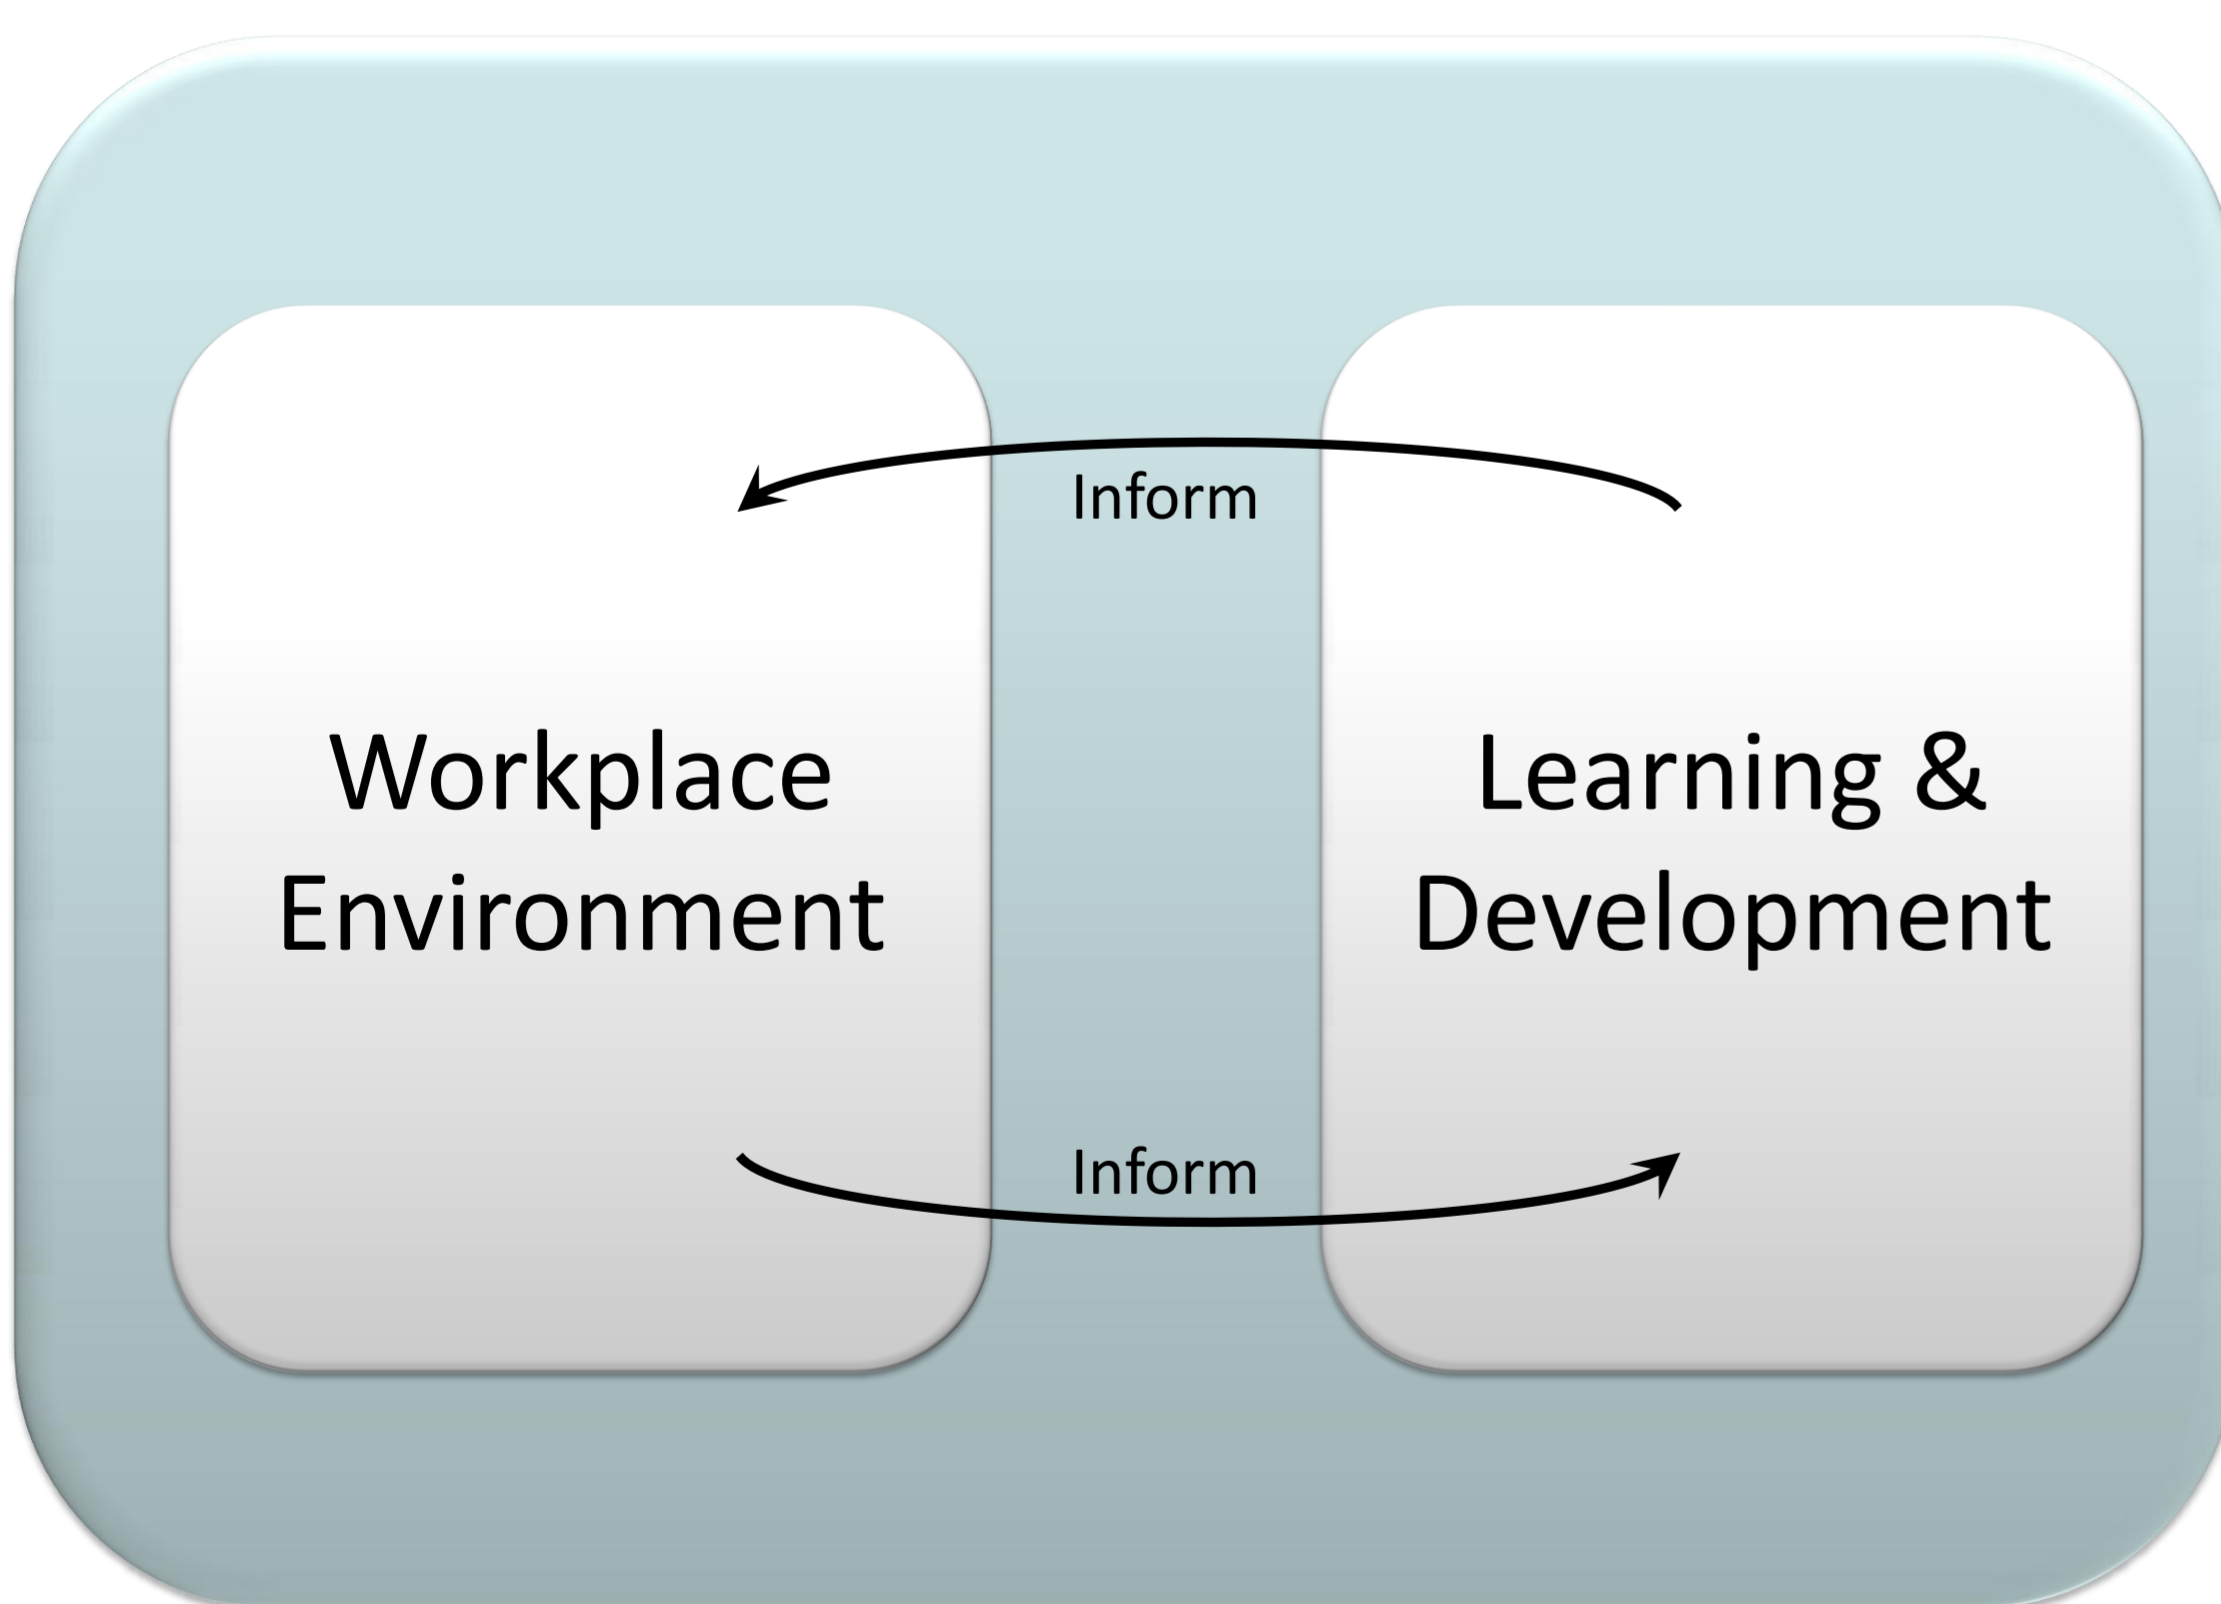 Inform
Workplace
Environment
Learning &
Development
Inform